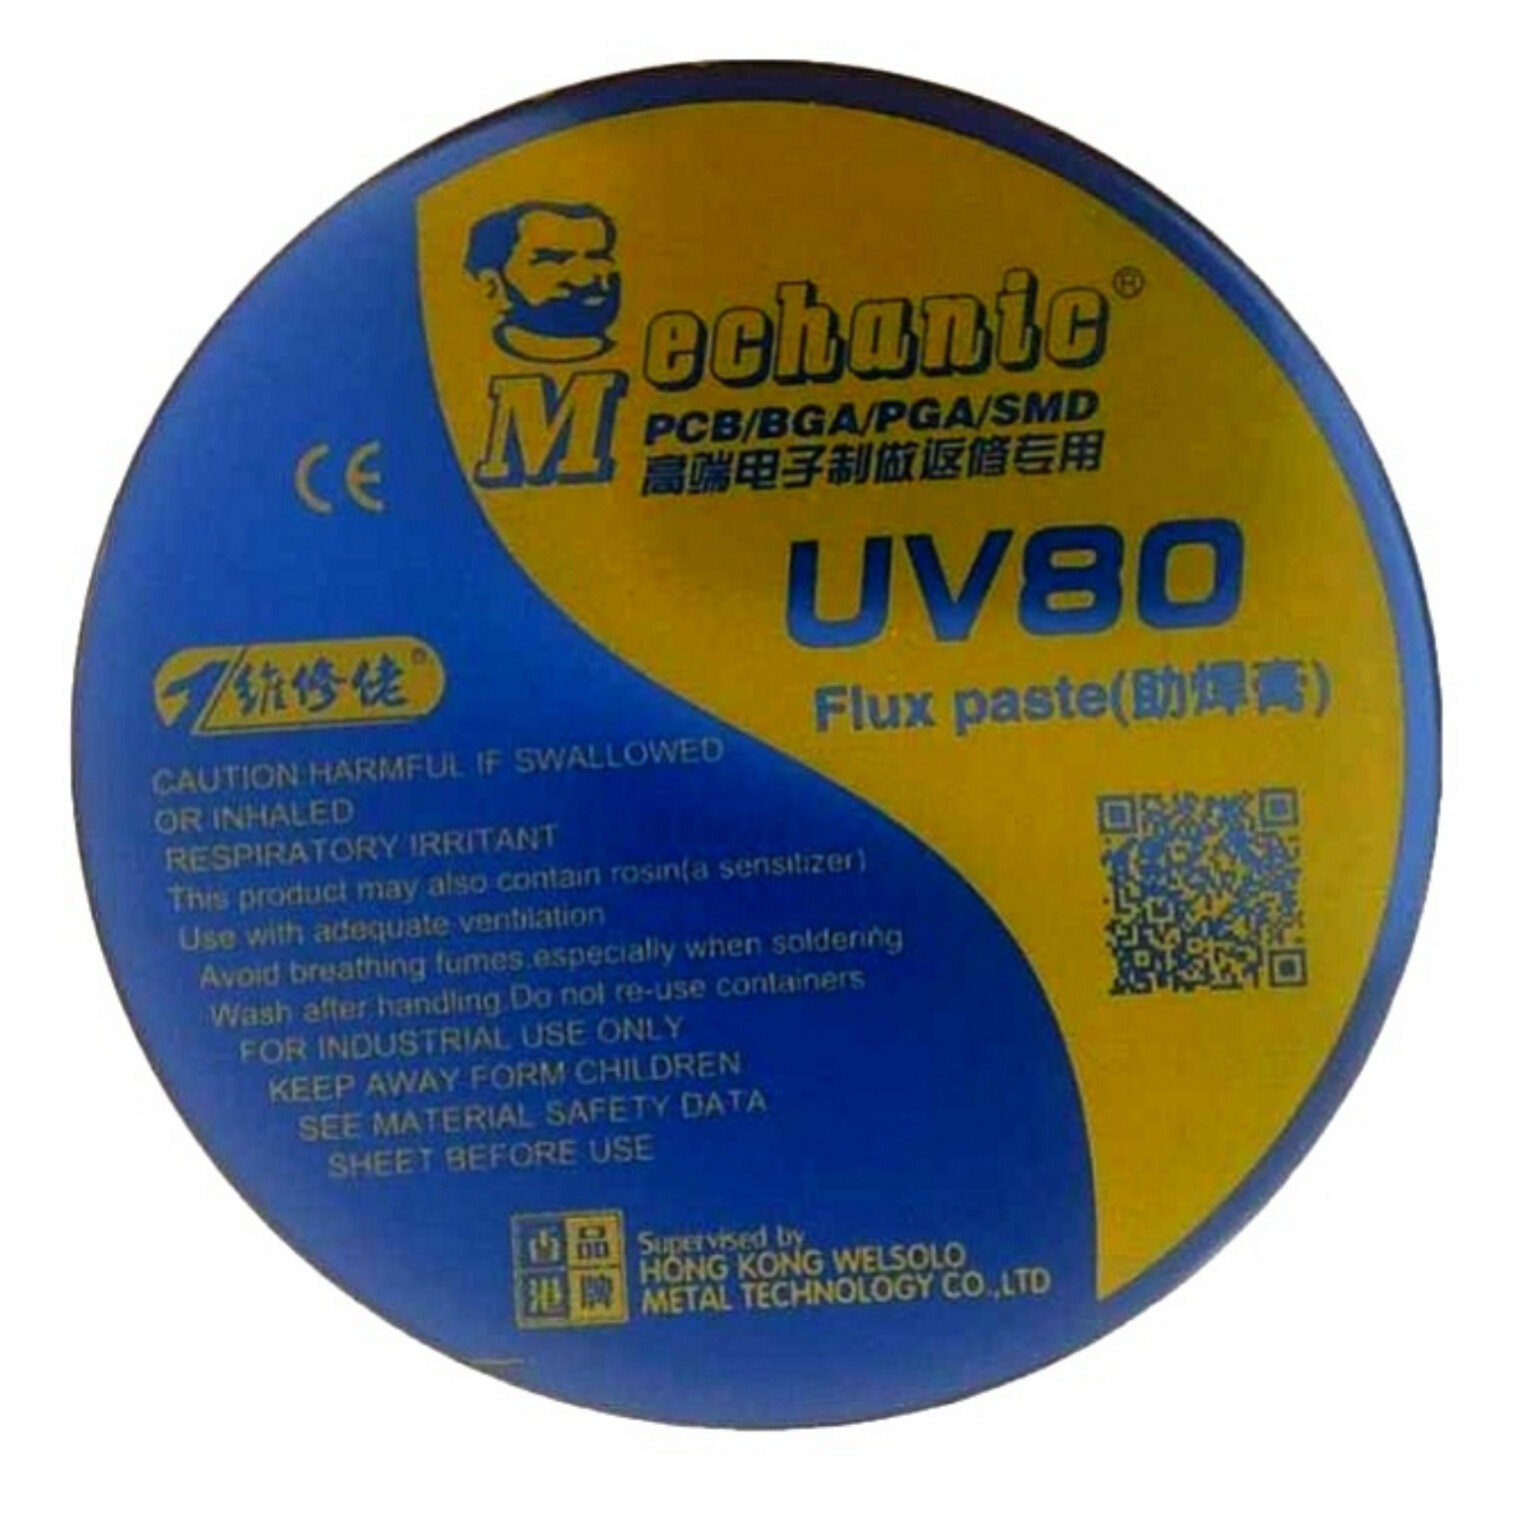 Mechanic®
PCB/BGA/PGA/SMD
高端电子制做返修专用
UV80
Flux paste(助焊膏)
CE
维修佬®
CAUTION:HARMFUL IF SWALLOWED
OR INHALED
RESPIRATORY IRRITANT
This product may also contain rosin(a sensitizer)
Use with adequate ventilation
Avoid breathing fumes.especially when soldering
Wash after handling.Do not re-use containers
FOR INDUSTRIAL USE ONLY
KEEP AWAY FORM CHILDREN
SEE MATERIAL SAFETY DATA
SHEET BEFORE USE
香品
港牌
Supervised by
HONG KONG WELSOLO
METAL TECHNOLOGY CO.,LTD